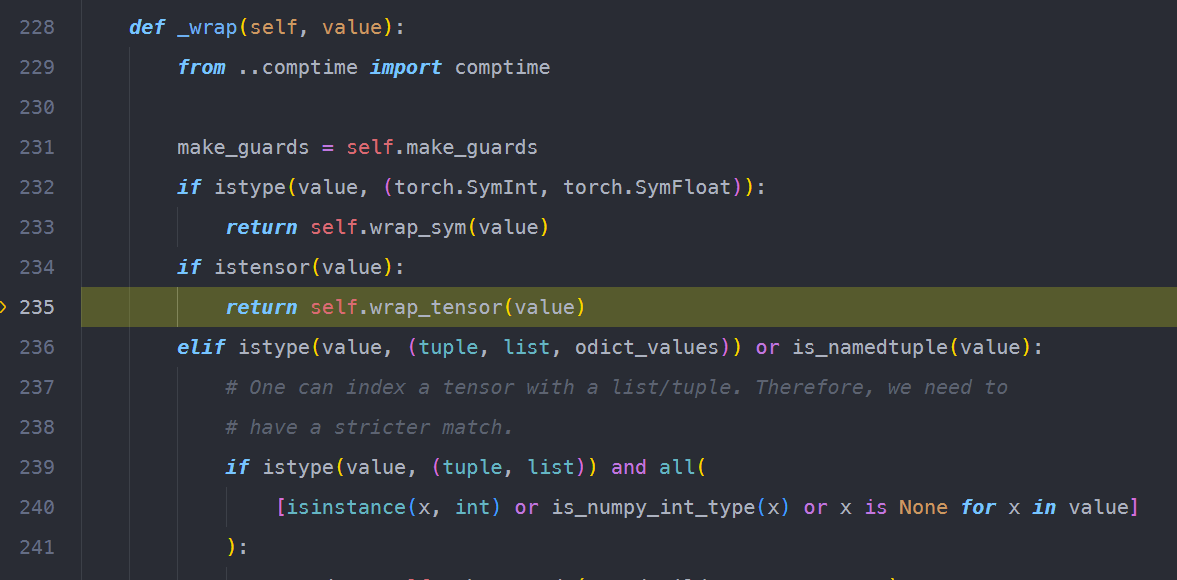 228 def _wrap(self, value):
229 from ..comptime import comptime
230
231 make_guards = self.make_guards
232 if istype(value, (torch.SymInt, torch.SymFloat)):
233 return self.wrap_sym(value)
234 if istensor(value):
235 return self.wrap_tensor(value)
236 elif istype(value, (tuple, list, odict_values)) or is_namedtuple(value):
237 # One can index a tensor with a list/tuple. Therefore, we need to
238 # have a stricter match.
239 if istype(value, (tuple, list)) and all(
240 [isinstance(x, int) or is_numpy_int_type(x) or x is None for x in value]
241 ):